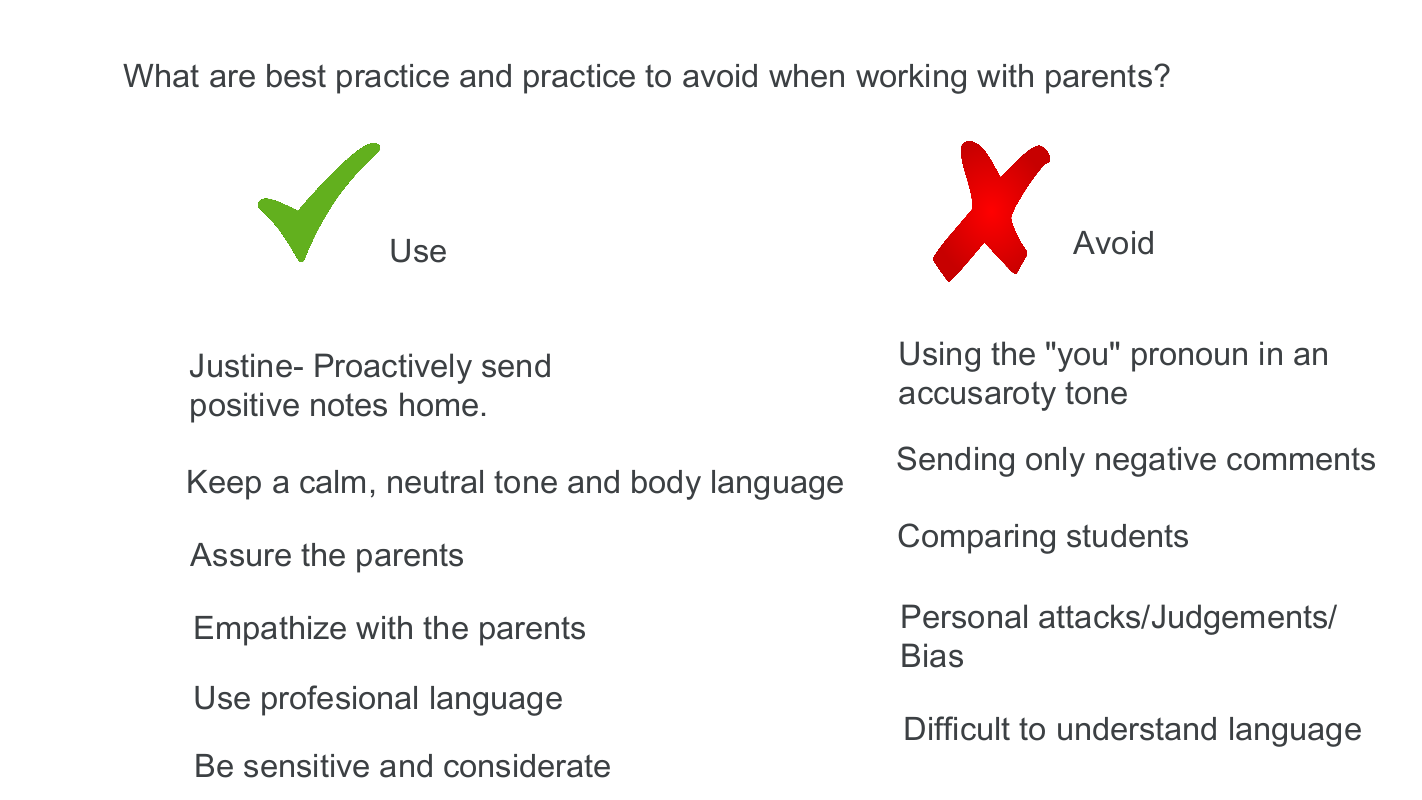 What are best practice and practice to avoid when working with parents?
Use
Justine- Proactively send
positive notes home.
Keep a calm, neutral tone and body language
Assure the parents
Empathize with the parents
Use profesional language
Be sensitive and considerate
Avoid
Using the "you" pronoun in an
accusaroty tone
Sending only negative comments
Comparing students
Personal attacks/Judgements/
Bias
Difficult to understand language